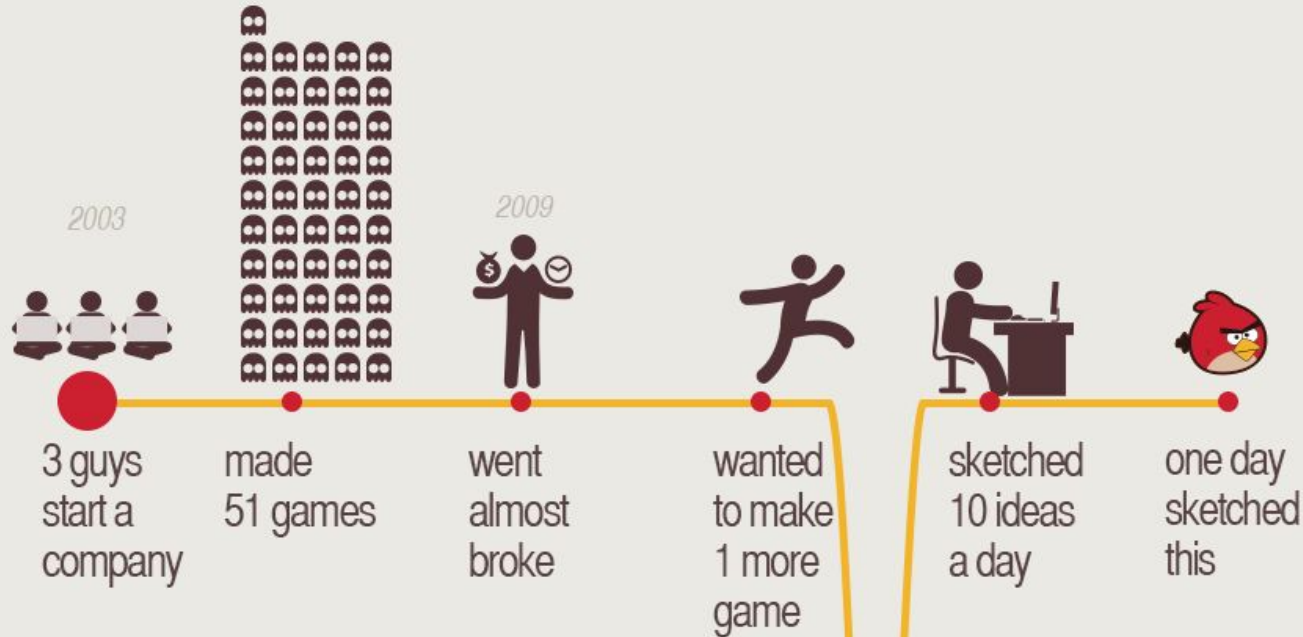 2003
3 guys
start a
company
made
51 games
2009
went
almost
broke
wanted
to make
1 more
game
sketched
10 ideas
a day
one day
sketched
this